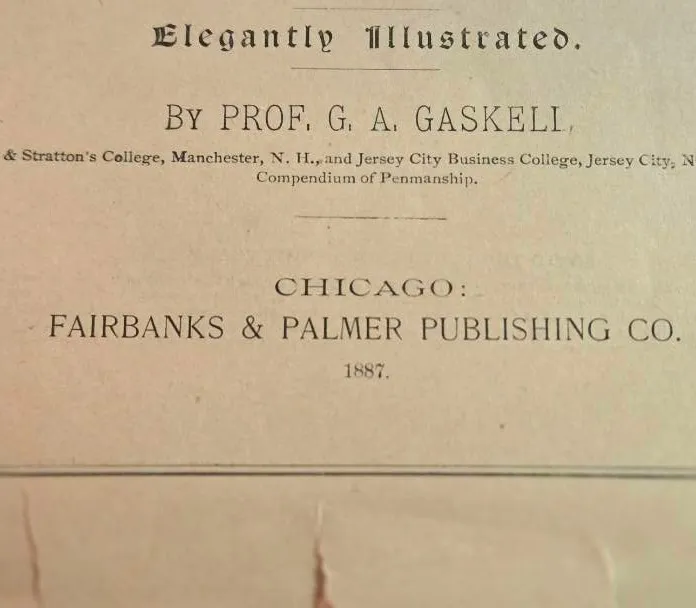 Elegantly Illustrated.
BY PROF. G. A. GASKELL,
& Stratton's College, Manchester, N. H., and Jersey City Business College, Jersey City, N
Compendium of Penmanship.
CHICAGO:
FAIRBANKS & PALMER PUBLISHING CO.
1887.